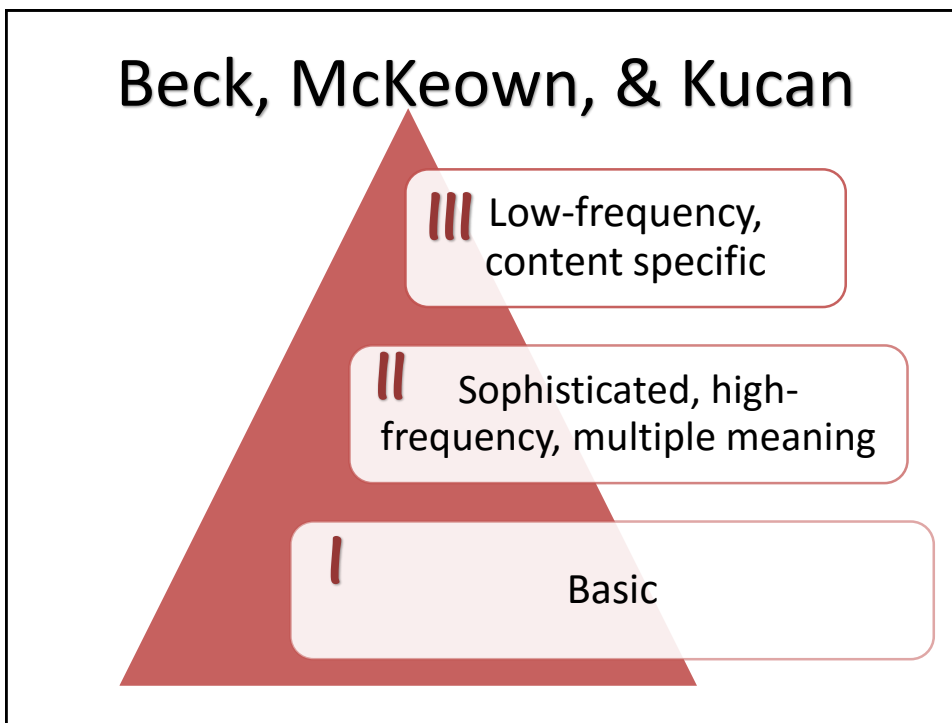 Beck, McKeown, & Kucan
III
Low-frequency,
content specific
II
Sophisticated, high-
frequency, multiple meaning
I
Basic